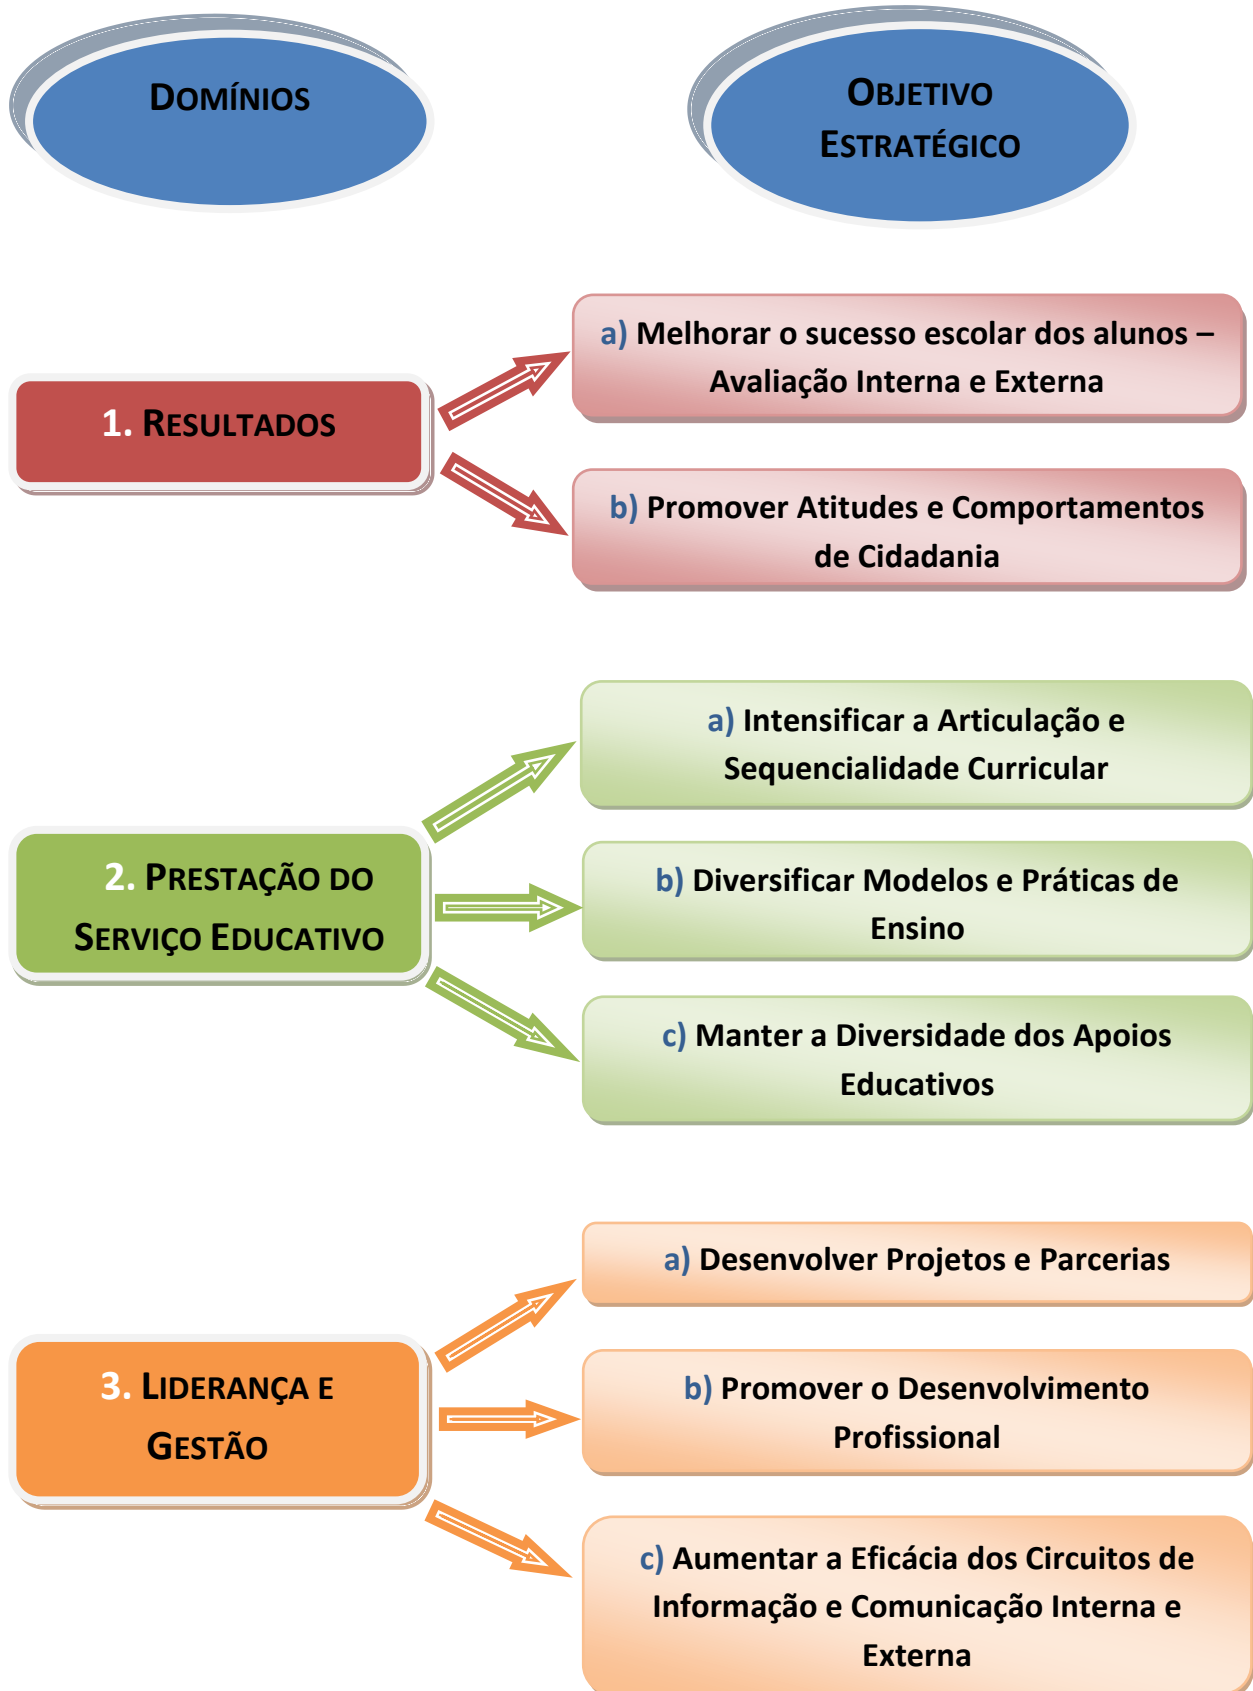 DOMÍNIOS
OBJETIVO
ESTRATÉGICO
1. RESULTADOS
a) Melhorar o sucesso escolar dos alunos –
Avaliação Interna e Externa
b) Promover Atitudes e Comportamentos
de Cidadania
2. PRESTAÇÃO DO
SERVIÇO EDUCATIVO
a) Intensificar a Articulação e
Sequencialidade Curricular
b) Diversificar Modelos e Práticas de
Ensino
c) Manter a Diversidade dos Apoios
Educativos
3. LIDERANÇA E
GESTÃO
a) Desenvolver Projetos e Parcerias
b) Promover o Desenvolvimento
Profissional
c) Aumentar a Eficácia dos Circuitos de
Informação e Comunicação Interna e
Externa